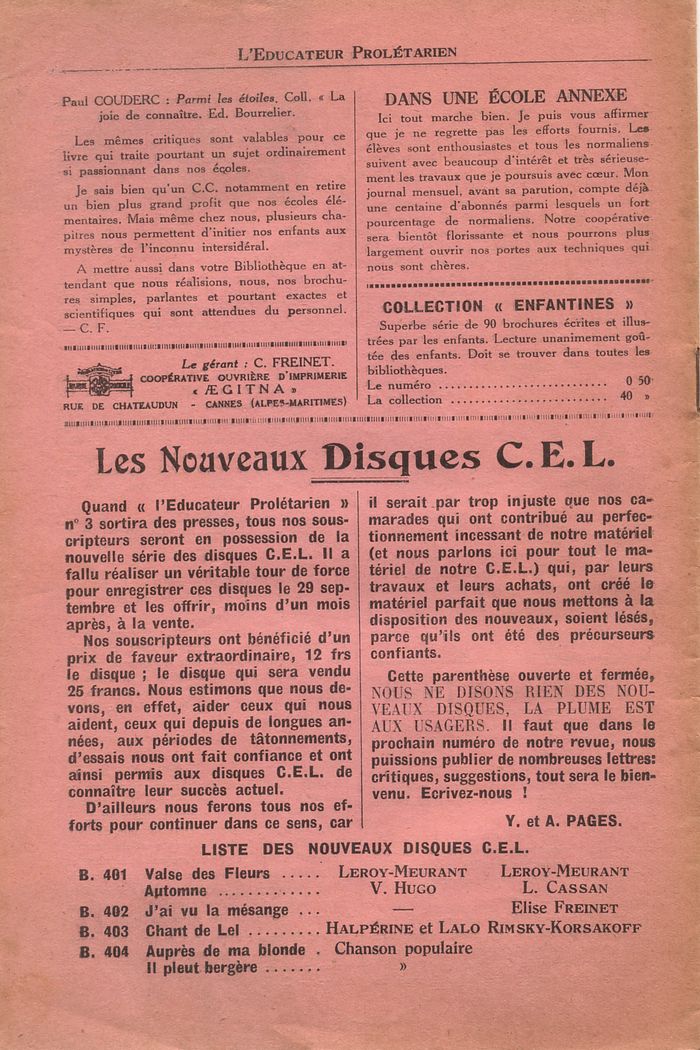 L'Educateur Prolétarien
Paul COUDERC : Parmi les étoiles. Coll. « La
joie de connaître. Ed. Bourrelier.
Les mêmes critiques sont valables pour ce
livre qui traite pourtant un sujet ordinairement
si passionnant dans nos écoles.
Je sais bien qu'un C.C. notamment en retire
un bien plus grand profit que nos écoles élé-
mentaires. Mais même chez nous, plusieurs cha-
pitres nous permettent d'initier nos enfants aux
mystères de l'inconnu intersidéral.
A mettre aussi dans votre Bibliothèque en at-
tendant que nous réalisions, nous, nos brochu-
res simples, parlantes et pourtant exactes et
scientifiques qui sont attendues du personnel.
— C. F.
Le gérant : C. FREINET.
COOPÉRATIVE OUVRIÈRE D'IMPRIMERIE
« ÆGITNA »
RUE DE CHATEAUDUN - CANNES (ALPES-MARITIMES)
DANS UNE ÉCOLE ANNEXE
Ici tout marche bien. Je puis vous affirmer
que je ne regrette pas les efforts fournis. Les
élèves sont enthousiastes et tous les normaliens
suivent avec beaucoup d'intérêt et très sérieuse-
ment les travaux que je poursuis avec cœur. Mon
journal mensuel, avant sa parution, compte déjà
une centaine d'abonnés parmi lesquels un fort
pourcentage de normaliens. Notre coopérative
sera bientôt florissante et nous pourrons plus
largement ouvrir nos portes aux techniques qui
nous sont chères.
COLLECTION « ENFANTINES »
Superbe série de 90 brochures écrites et illus-
trées par les enfants. Lecture unanimement goû-
tée des enfants. Doit se trouver dans toutes les
bibliothèques.
Le numéro .......................... 0 50
La collection .......................... 40 »
Les Nouveaux Disques C.E.L.
Quand « l'Educateur Prolétarien »
n° 3 sortira des presses, tous nos sous-
cripteurs seront en possession de la
nouvelle série des disques C.E.L. Il a
fallu réaliser un véritable tour de force
pour enregistrer ces disques le 29 sep-
tembre et les offrir, moins d'un mois
après, à la vente.
Nos souscripteurs ont bénéficié d'un
prix de faveur extraordinaire, 12 frs
le disque ; le disque qui sera vendu
25 francs. Nous estimons que nous de-
vons, en effet, aider ceux qui nous
aident, ceux qui depuis de longues an-
nées, aux périodes de tâtonnements,
d'essais nous ont fait confiance et ont
ainsi permis aux disques C.E.L. de
connaître leur succès actuel.
D'ailleurs nous ferons tous nos ef-
forts pour continuer dans ce sens, car
il serait par trop injuste que nos ca-
marades qui ont contribué au perfec-
tionnement incessant de notre matériel
(et nous parlons ici pour tout le ma-
tériel de notre C.E.L.) qui, par leurs
travaux et leurs achats, ont créé le
matériel parfait que nous mettons à la
disposition des nouveaux, soient lésés,
parce qu'ils ont été des précurseurs
confiants.
Cette parenthèse ouverte et fermée,
NOUS NE DISONS RIEN DES NOU-
VEAUX DISQUES, LA PLUME EST
AUX USAGERS. Il faut que dans le
prochain numéro de notre revue, nous
puissions publier de nombreuses lettres:
critiques, suggestions, tout sera le bien-
venu. Ecrivez-nous !
Y. et A. PAGES.
LISTE DES NOUVEAUX DISQUES C.E.L.
B. 401 Valse des Fleurs ..... LEROY-MEURANT LEROY-MEURANT
Automne ............ V. HUGO L. CASSAN
B. 402 J'ai vu la mésange ... — Elise FREINET
B. 403 Chant de Lel ........ HALPÉRINE et LALO RIMSKY-KORSAKOFF
B. 404 Auprès de ma blonde . Chanson populaire
Il pleut bergère ....... »